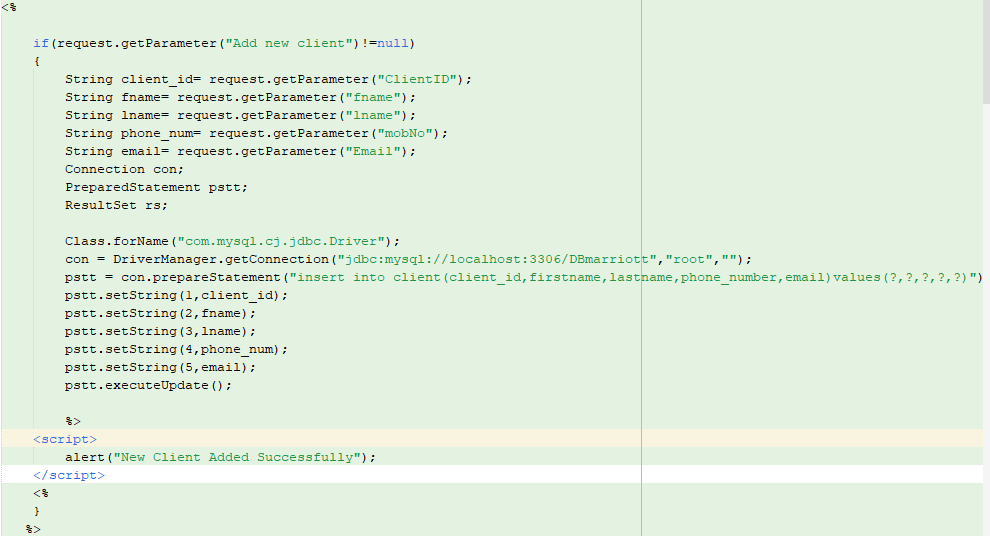 <%
if(request.getParameter("Add new client")!=null)
{
String client_id= request.getParameter("ClientID");
String fname= request.getParameter("fname");
String lname= request.getParameter("lname");
String phone_num= request.getParameter("mobNo");
String email= request.getParameter("Email");
Connection con;
PreparedStatement pstt;
ResultSet rs;
Class.forName("com.mysql.cj.jdbc.Driver");
con = DriverManager.getConnection("jdbc:mysql://localhost:3306/DBmarriott","root","");
pstt = con.prepareStatement("insert into client(client_id,firstname,lastname,phone_number,email)values(?,?,?,?,?)")
pstt.setString(1,client_id);
pstt.setString(2,fname);
pstt.setString(3,lname);
pstt.setString(4,phone_num);
pstt.setString(5,email);
pstt.executeUpdate();
%>
<script>
alert("New Client Added Successfully");
</script>
<%
}
%>